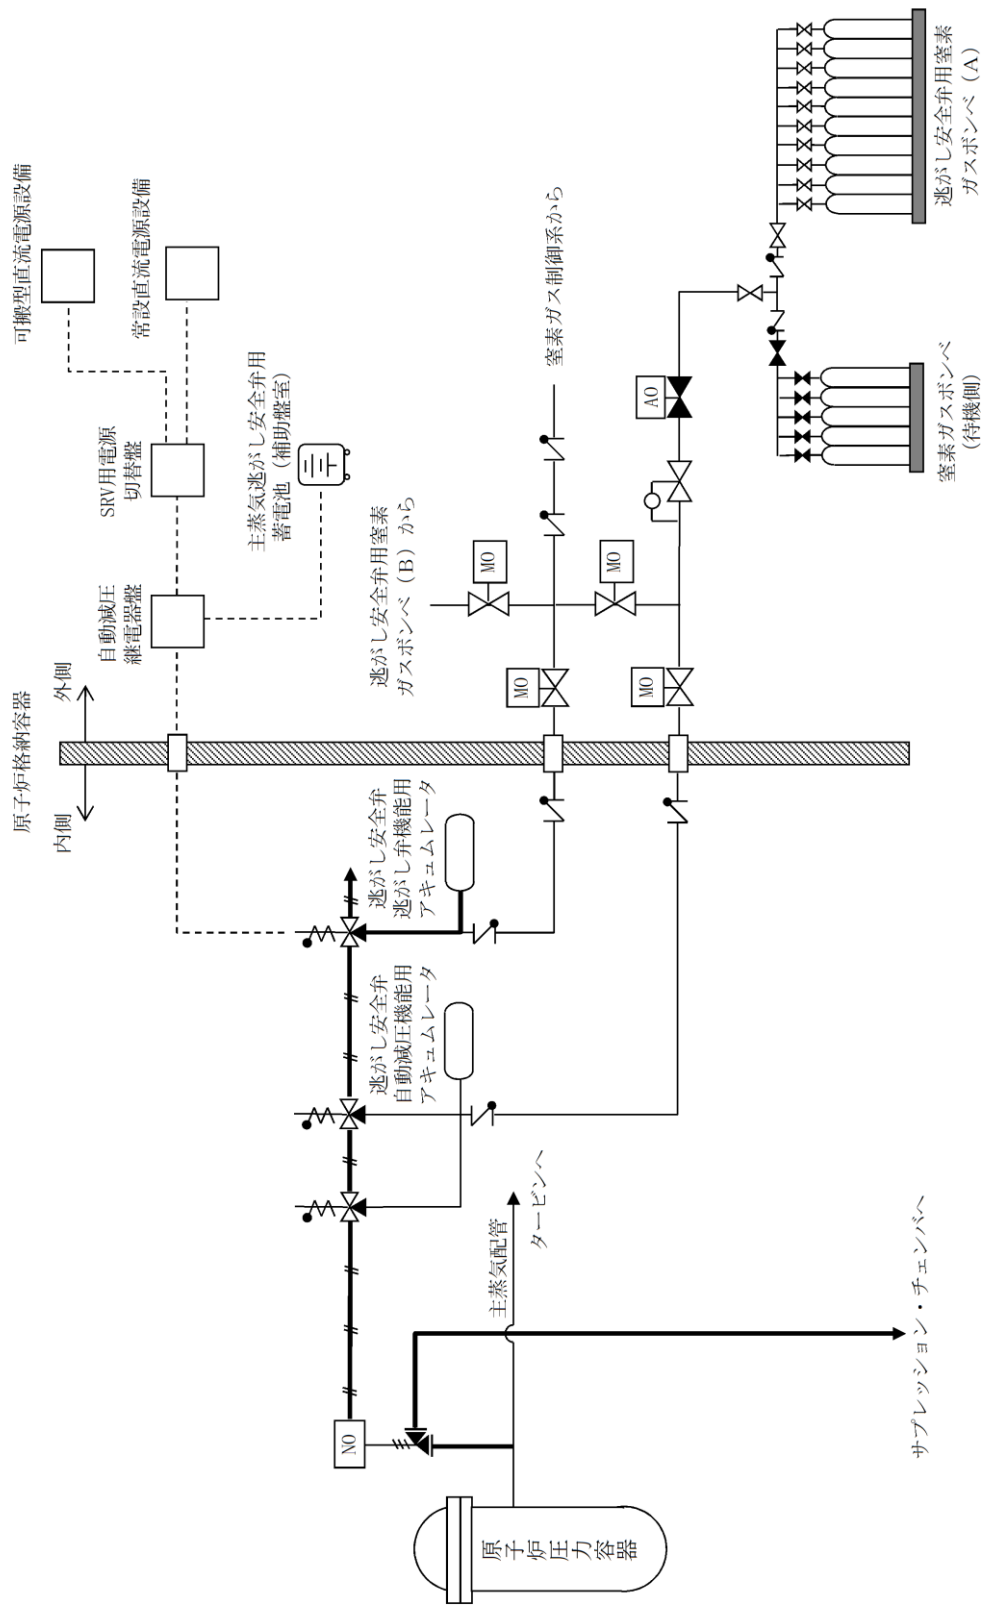 原子炉圧力容器
NO
主蒸気配管
タービンへ
サプレッション・チェンバへ
逃がし安全弁
自動減圧機能用
アキュムレータ
逃がし安全弁
逃がし弁機能用
アキュムレータ
原子炉格納容器
内側
外側
自動減圧
継電器盤
SRV用電源
切替盤
可搬型直流電源設備
常設直流電源設備
主蒸気逃がし安全弁用
蓄電池(補助盤室)
逃がし安全弁用窒素
ガスボンベ(B)から
MO
MO
MO
MO
窒素ガス制御系から
AO
窒素ガスボンベ
(待機側)
逃がし安全弁用窒素
ガスボンベ(A)